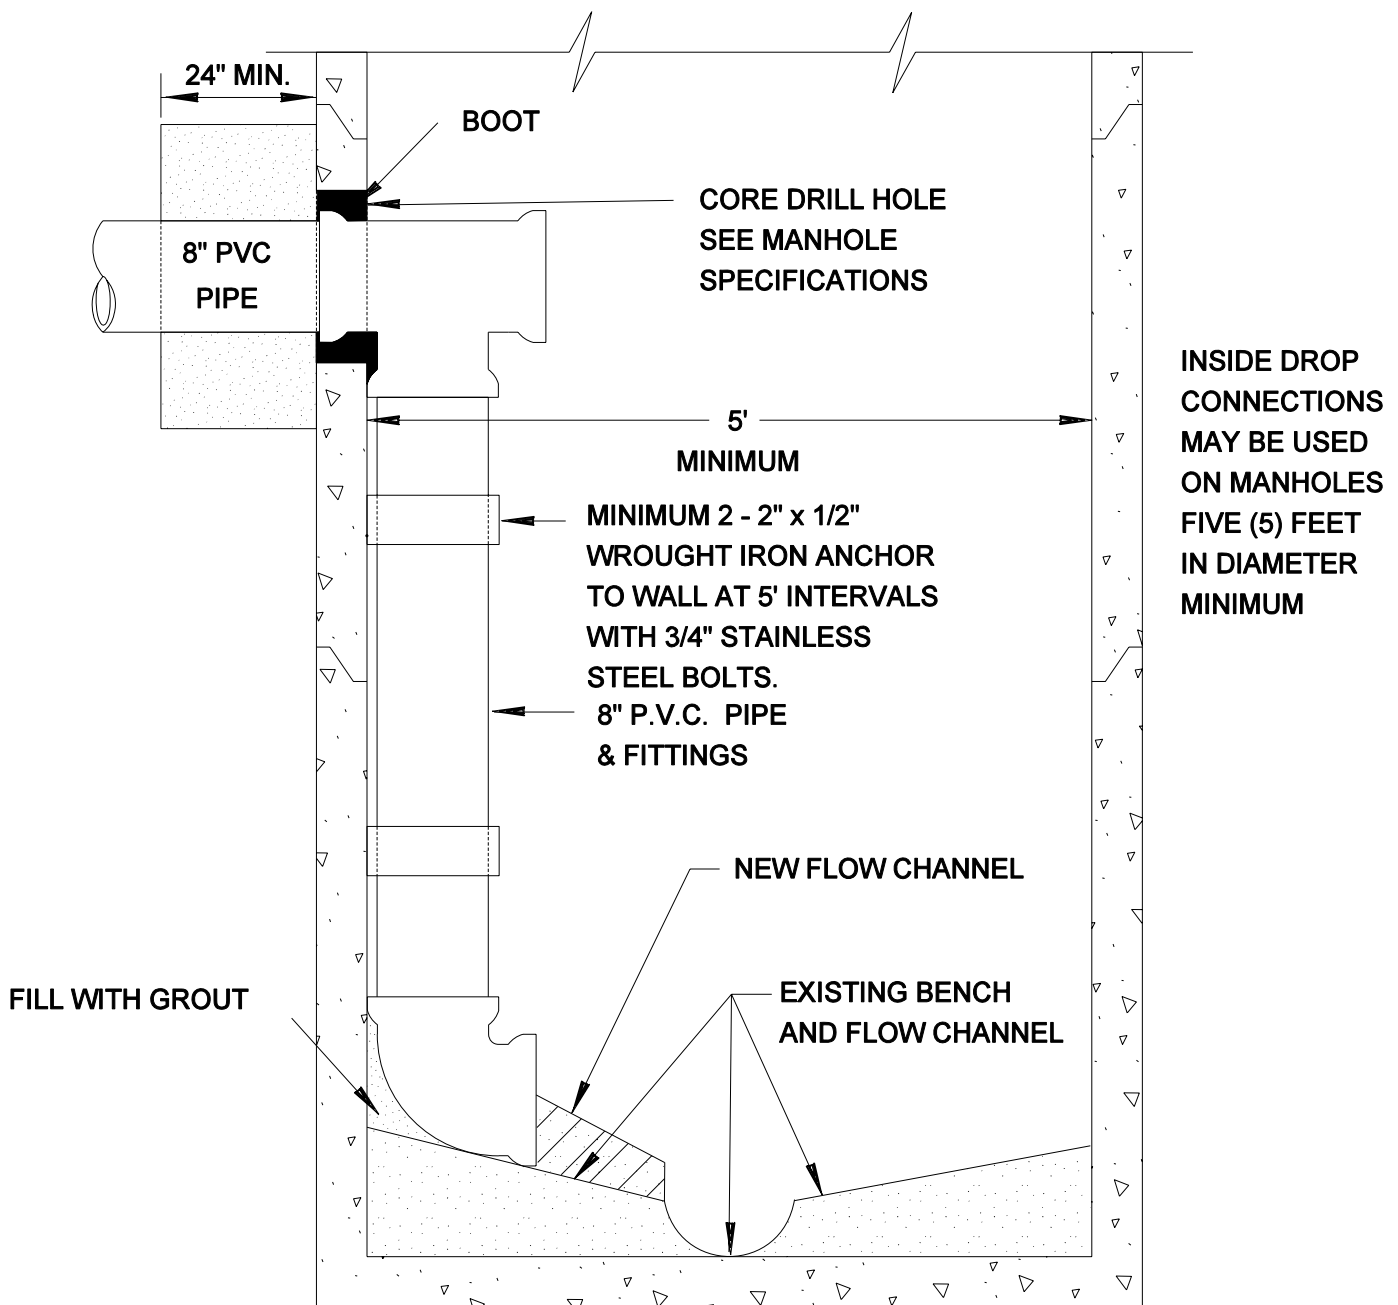 24" MIN.
BOOT
CORE DRILL HOLE
SEE MANHOLE
SPECIFICATIONS
8" PVC
PIPE
INSIDE DROP
CONNECTIONS
MAY BE USED
ON MANHOLES
FIVE (5) FEET
IN DIAMETER
MINIMUM
5'
MINIMUM
MINIMUM 2 - 2" x 1/2"
WROUGHT IRON ANCHOR
TO WALL AT 5' INTERVALS
WITH 3/4" STAINLESS
STEEL BOLTS.
8" P.V.C. PIPE
& FITTINGS
NEW FLOW CHANNEL
FILL WITH GROUT
EXISTING BENCH
AND FLOW CHANNEL